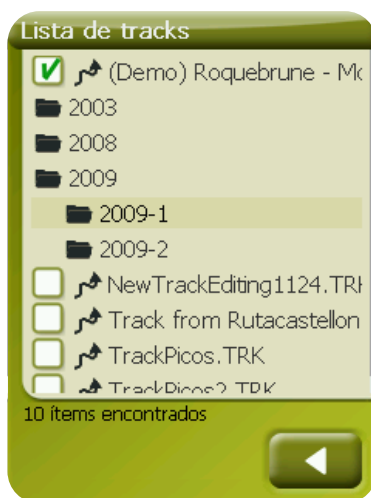 Lista de tracks
(Demo) Roquebrune - Mo
2003
2008
2009
2009-1
2009-2
NewTrackEditing1124.TRK
Track from Rutacastellon
TrackPicos.TRK
TrackPicos2.TRK
10 ítems encontrados